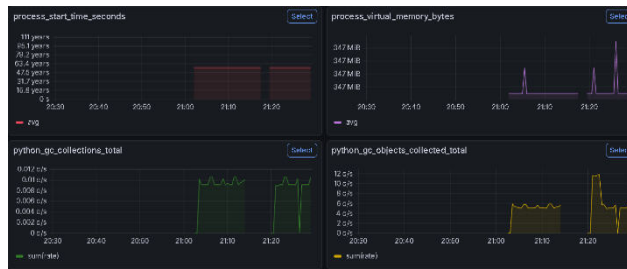 process_start_time_seconds
Select
111 years
95.1 years
79.2 years
63.4 years
47.5 years
31.7 years
15.8 years
0 s
20:30 20:40 20:50 21:00 21:10 21:20
avg
process_virtual_memory_bytes
Select
347 MiB
347 MiB
347 MiB
347 MiB
20:30 20:40 20:50 21:00 21:10 21:20
avg
python_gc_collections_total
Select
0.012 c/s
0.01 c/s
0.008 c/s
0.006 c/s
0.004 c/s
0.002 c/s
0 c/s
20:30 20:40 20:50 21:00 21:10 21:20
sum(rate)
python_gc_objects_collected_total
Select
12 c/s
10 c/s
8 c/s
6 c/s
4 c/s
2 c/s
0 c/s
20:30 20:40 20:50 21:00 21:10 21:20
sum(rate)